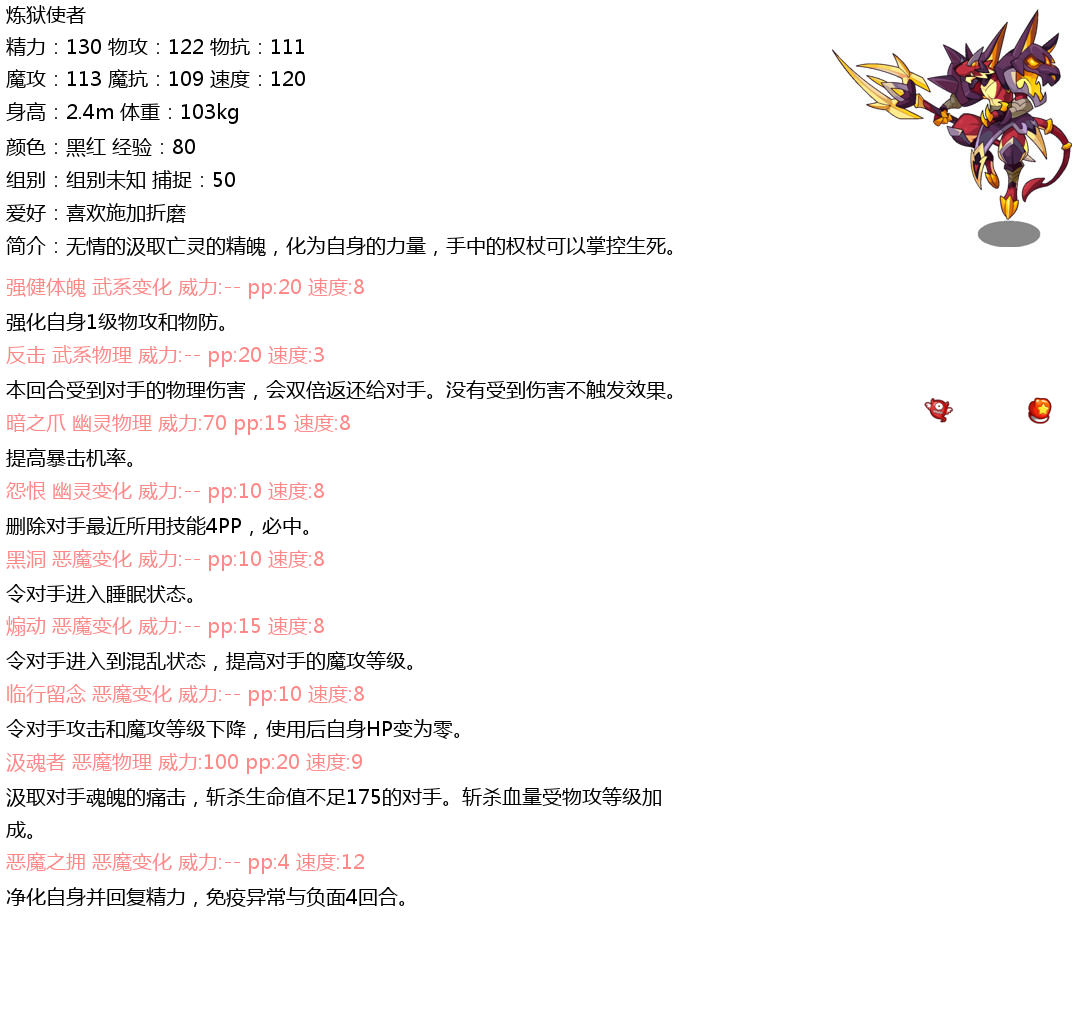 炼狱使者
精力：130 物攻：122 物抗：111
魔攻：113 魔抗：109 速度：120
身高：2.4m 体重：103kg
颜色：黑红 经验：80
组别：组别未知 捕捉：50
爱好：喜欢施加折磨
简介：无情的汲取亡灵的精魄，化为自身的力量，手中的权杖可以掌控生死。
强健体魄 武系变化 威力:-- pp:20 速度:8
强化自身1级物攻和物防。
反击 武系物理 威力:-- pp:20 速度:3
本回合受到对手的物理伤害，会双倍返还给对手。没有受到伤害不触发效果。
暗之爪 幽灵物理 威力:70 pp:15 速度:8
提高暴击机率。
怨恨 幽灵变化 威力:-- pp:10 速度:8
删除对手最近所用技能4PP，必中。
黑洞 恶魔变化 威力:-- pp:10 速度:8
令对手进入睡眠状态。
煽动 恶魔变化 威力:-- pp:15 速度:8
令对手进入到混乱状态，提高对手的魔攻等级。
临行留念 恶魔变化 威力:-- pp:10 速度:8
令对手攻击和魔攻等级下降，使用后自身HP变为零。
汲魂者 恶魔物理 威力:100 pp:20 速度:9
汲取对手魂魄的痛击，斩杀生命值不足175的对手。斩杀血量受物攻等级加
成。
恶魔之拥 恶魔变化 威力:-- pp:4 速度:12
净化自身并回复精力，免疫异常与负面4回合。